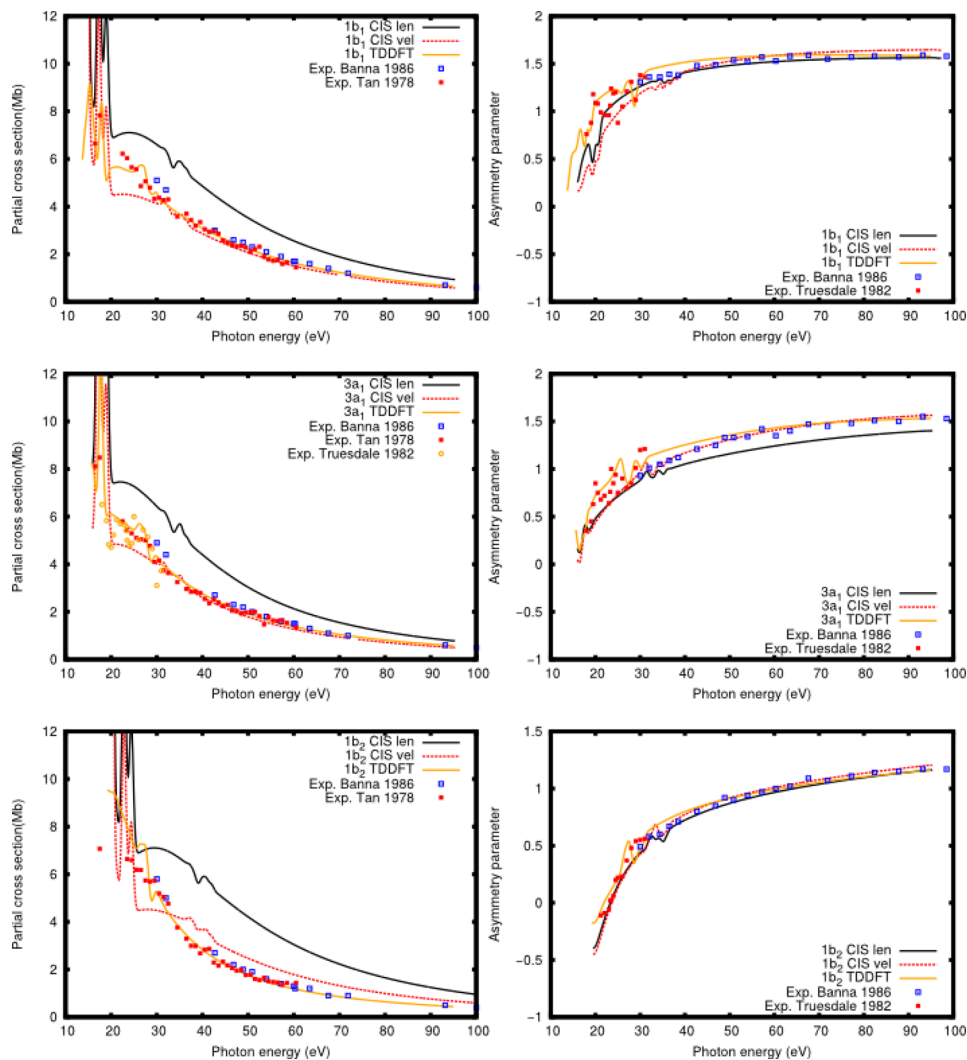 12
10
8
6
4
2
0
Partial cross section(Mb)
1b₁ CIS len
1b₁ CIS vel
1b₁ TDDFT
Exp. Banna 1986
Exp. Tan 1978
10 20 30 40 50 60 70 80 90 100
Photon energy (eV)
2
1.5
1
0.5
0
−0.5
−1
Asymmetry parameter
1b₁ CIS len
1b₁ CIS vel
1b₁ TDDFT
Exp. Banna 1986
Exp. Truesdale 1982
10 20 30 40 50 60 70 80 90 100
Photon energy (eV)
12
10
8
6
4
2
0
Partial cross section(Mb)
3a₁ CIS len
3a₁ CIS vel
3a₁ TDDFT
Exp. Banna 1986
Exp. Tan 1978
Exp. Truesdale 1982
10 20 30 40 50 60 70 80 90 100
Photon energy (eV)
2
1.5
1
0.5
0
−0.5
−1
Asymmetry parameter
3a₁ CIS len
3a₁ CIS vel
3a₁ TDDFT
Exp. Banna 1986
Exp. Truesdale 1982
10 20 30 40 50 60 70 80 90 100
Photon energy (eV)
12
10
8
6
4
2
0
Partial cross section(Mb)
1b₂ CIS len
1b₂ CIS vel
1b₂ TDDFT
Exp. Banna 1986
Exp. Tan 1978
10 20 30 40 50 60 70 80 90 100
Photon energy (eV)
1.5
1
0.5
0
−0.5
−1
Asymmetry parameter
1b₂ CIS len
1b₂ CIS vel
1b₂ TDDFT
Exp. Banna 1986
Exp. Truesdale 1982
10 20 30 40 50 60 70 80 90 100
Photon energy (eV)